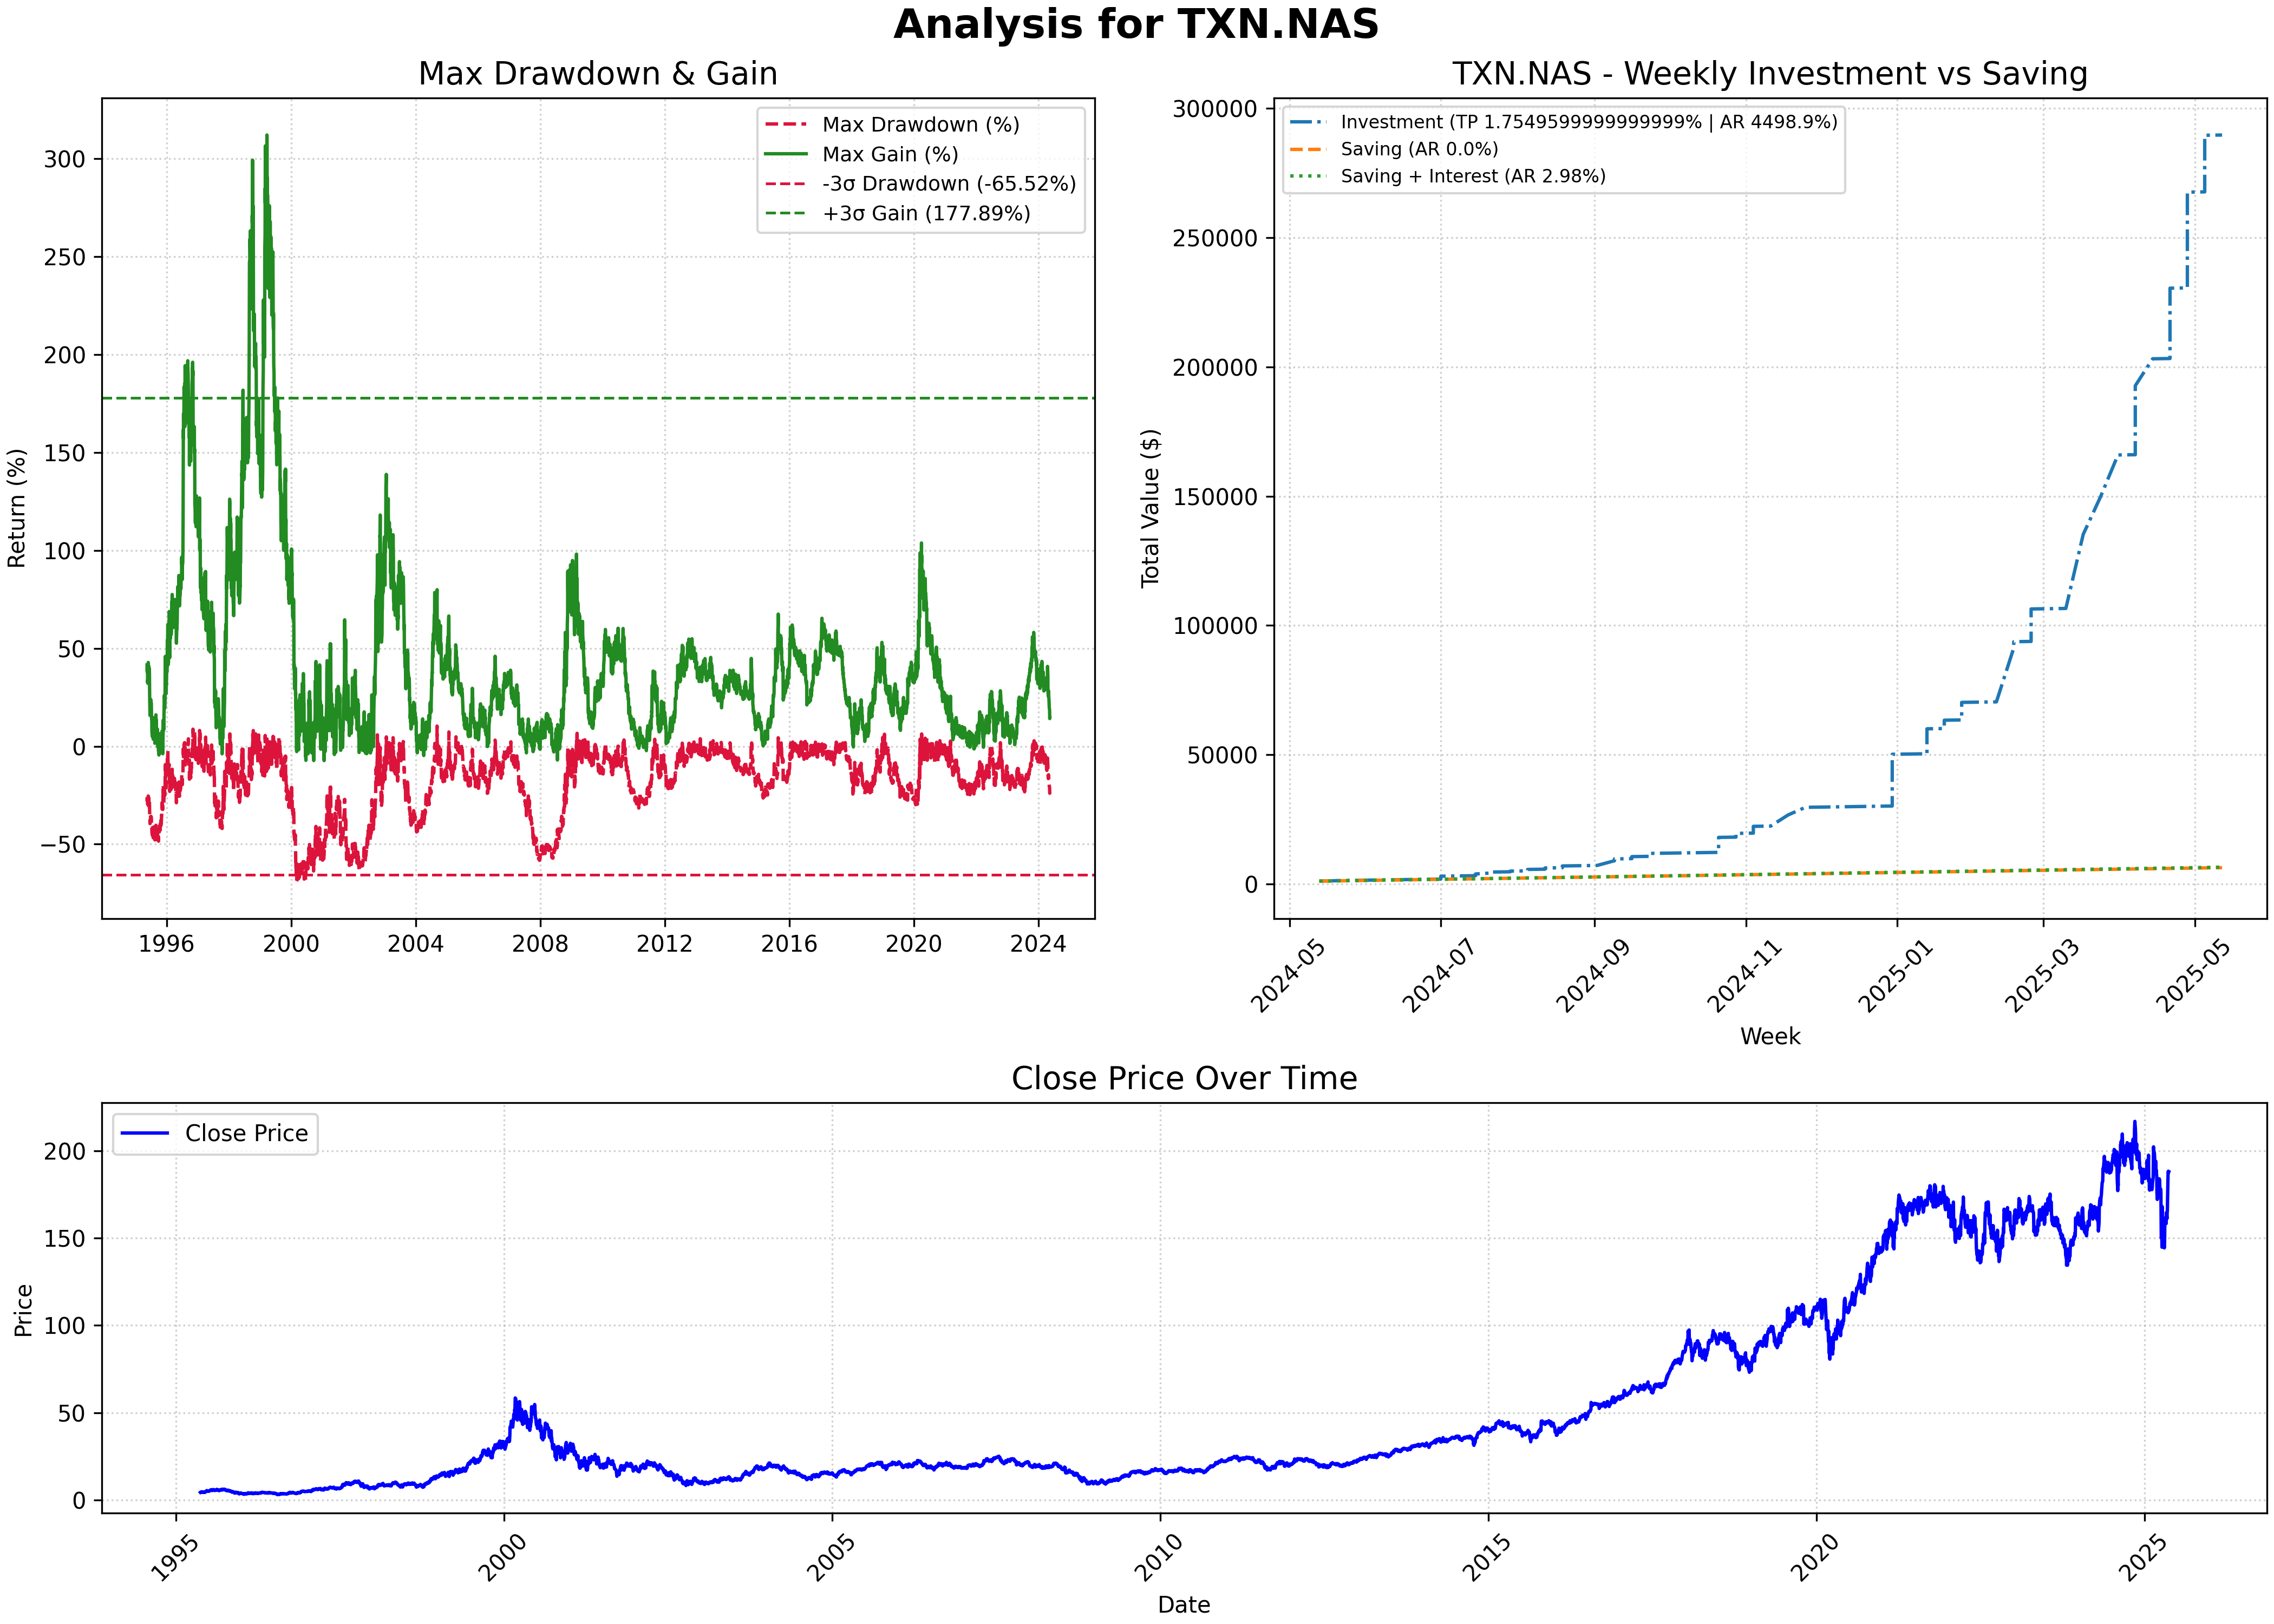 Analysis for TXN.NAS
Max Drawdown & Gain
Return (%)
300
250
200
150
100
50
0
−50
Max Drawdown (%)
Max Gain (%)
-3σ Drawdown (-65.52%)
+3σ Gain (177.89%)
1996
2000
2004
2008
2012
2016
2020
2024
TXN.NAS - Weekly Investment vs Saving
Total Value ($)
300000
250000
200000
150000
100000
50000
0
Investment (TP 1.7549599999999999% | AR 4498.9%)
Saving (AR 0.0%)
Saving + Interest (AR 2.98%)
2024-05
2024-07
2024-09
2024-11
2025-01
2025-03
2025-05
Week
Close Price Over Time
Price
200
150
100
50
0
Close Price
1995
2000
2005
2010
2015
2020
2025
Date